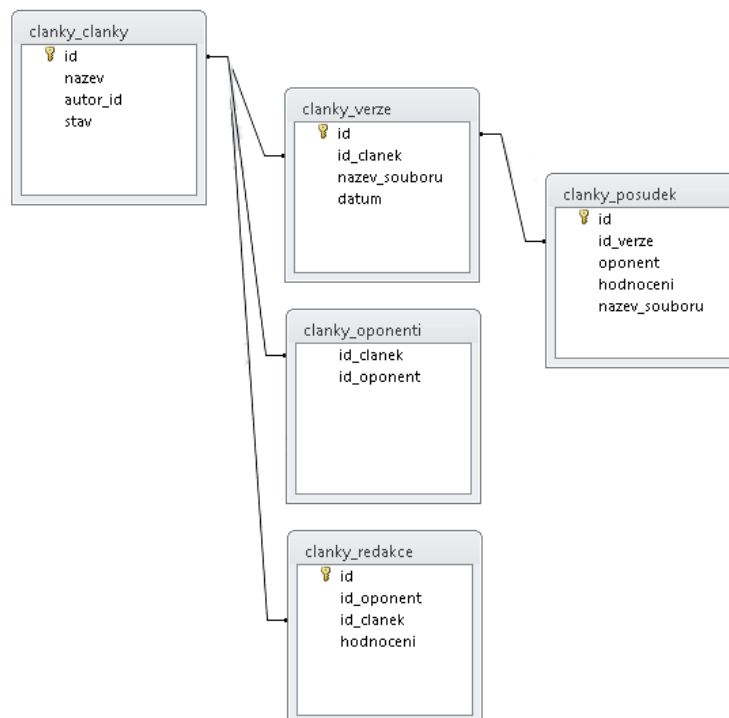 clanky_clanky
id
nazev
autor_id
stav
clanky_verze
id
id_clanek
nazev_souboru
datum
clanky_posudek
id
id_verze
oponent
hodnoceni
nazev_souboru
clanky_oponenti
id_clanek
id_oponent
clanky_redakce
id
id_oponent
id_clanek
hodnoceni